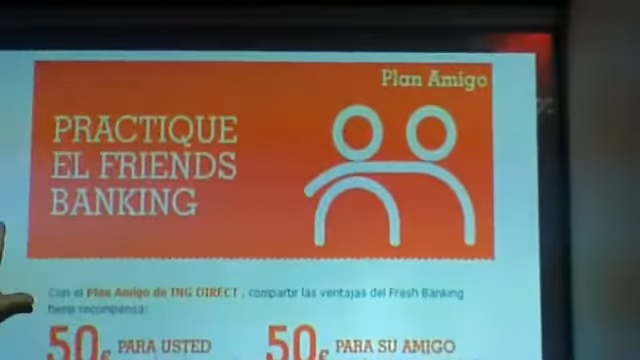 Plan Amigo
PRACTIQUE
EL FRIENDS
BANKING
Con el Plan Amigo de ING DIRECT, compartir las ventajas del Fresh Banking
tiene recompensa:
50€ PARA USTED 50€ PARA SU AMIGO